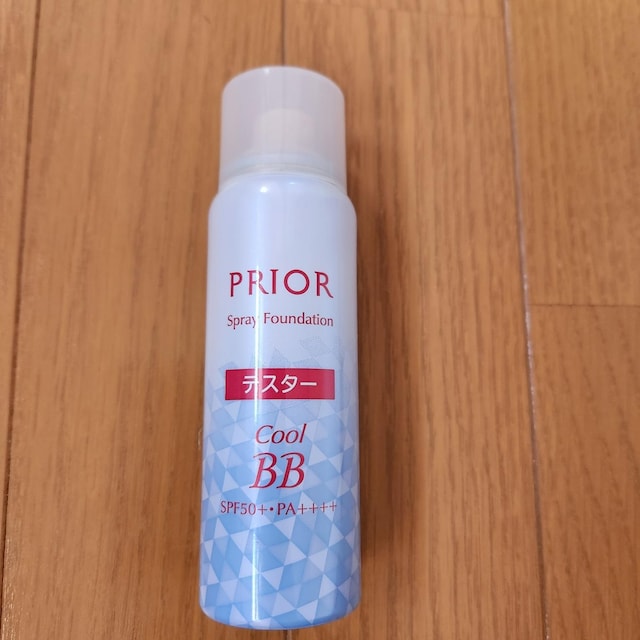 PRIOR
Spray Foundation
テスター
Cool
BB
SPF50+・PA++++